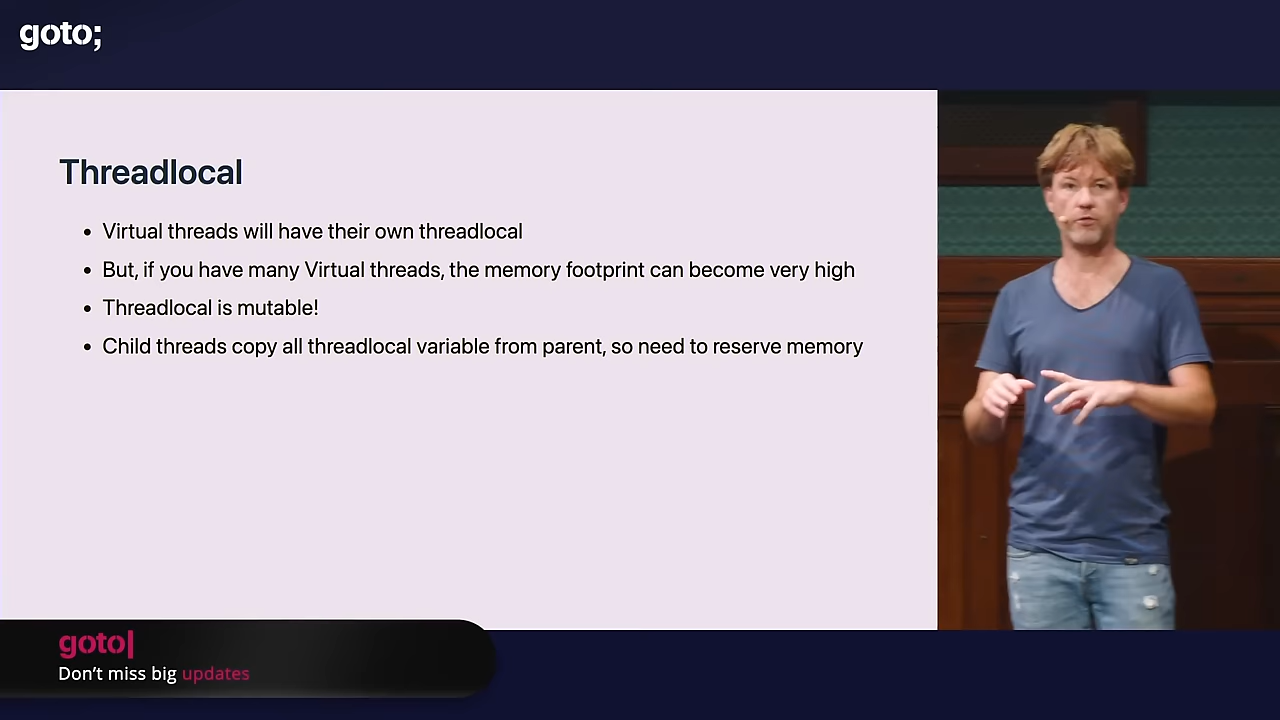 goto;
Threadlocal
• Virtual threads will have their own threadlocal
• But, if you have many Virtual threads, the memory footprint can become very high
• Threadlocal is mutable!
• Child threads copy all threadlocal variable from parent, so need to reserve memory
goto|
Don't miss big updates